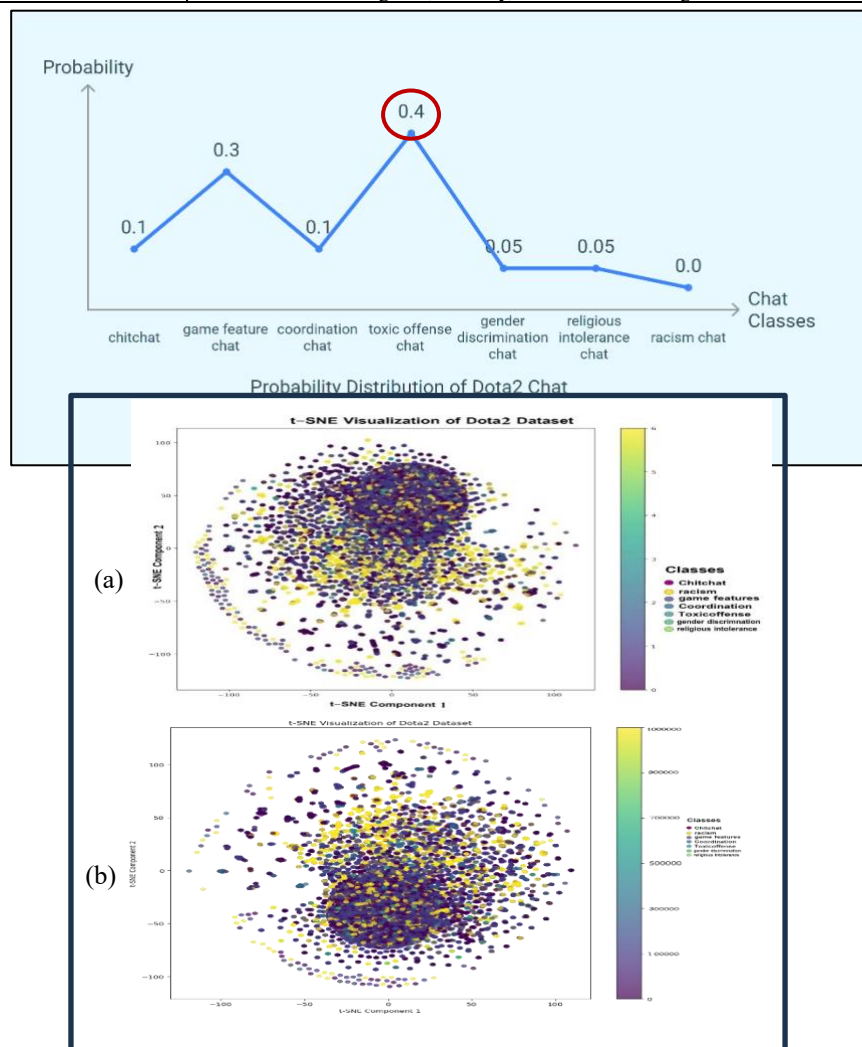 Probability
0.4
0.3
0.1
0.1
0.05
0.05
0.0
Chat
Classes
chitchat
game feature
chat
coordination
chat
toxic offense
chat
gender
discrimination
chat
religious
intolerance
chat
racism chat
Probability Distribution of Dota2 Chat
(a)
t-SNE Visualization of Dota2 Dataset
t-SNE Component 2
100
50
0
−50
−100
−100
−50
0
50
100
t-SNE Component 1
6
5
4
3
2
1
0
Classes
Chitchat
racism
game features
Coordination
Toxicoffense
gender discrimnation
religious intolerance
(b)
t-SNE Visualization of Dota2 Dataset
t-SNE Component 2
100
50
0
−50
−100
−100
−50
0
50
100
t-SNE Component 1
1000000
900000
700000
500000
300000
100000
0
Classes
Chitchat
racism
game features
Coordination
Toxicoffense